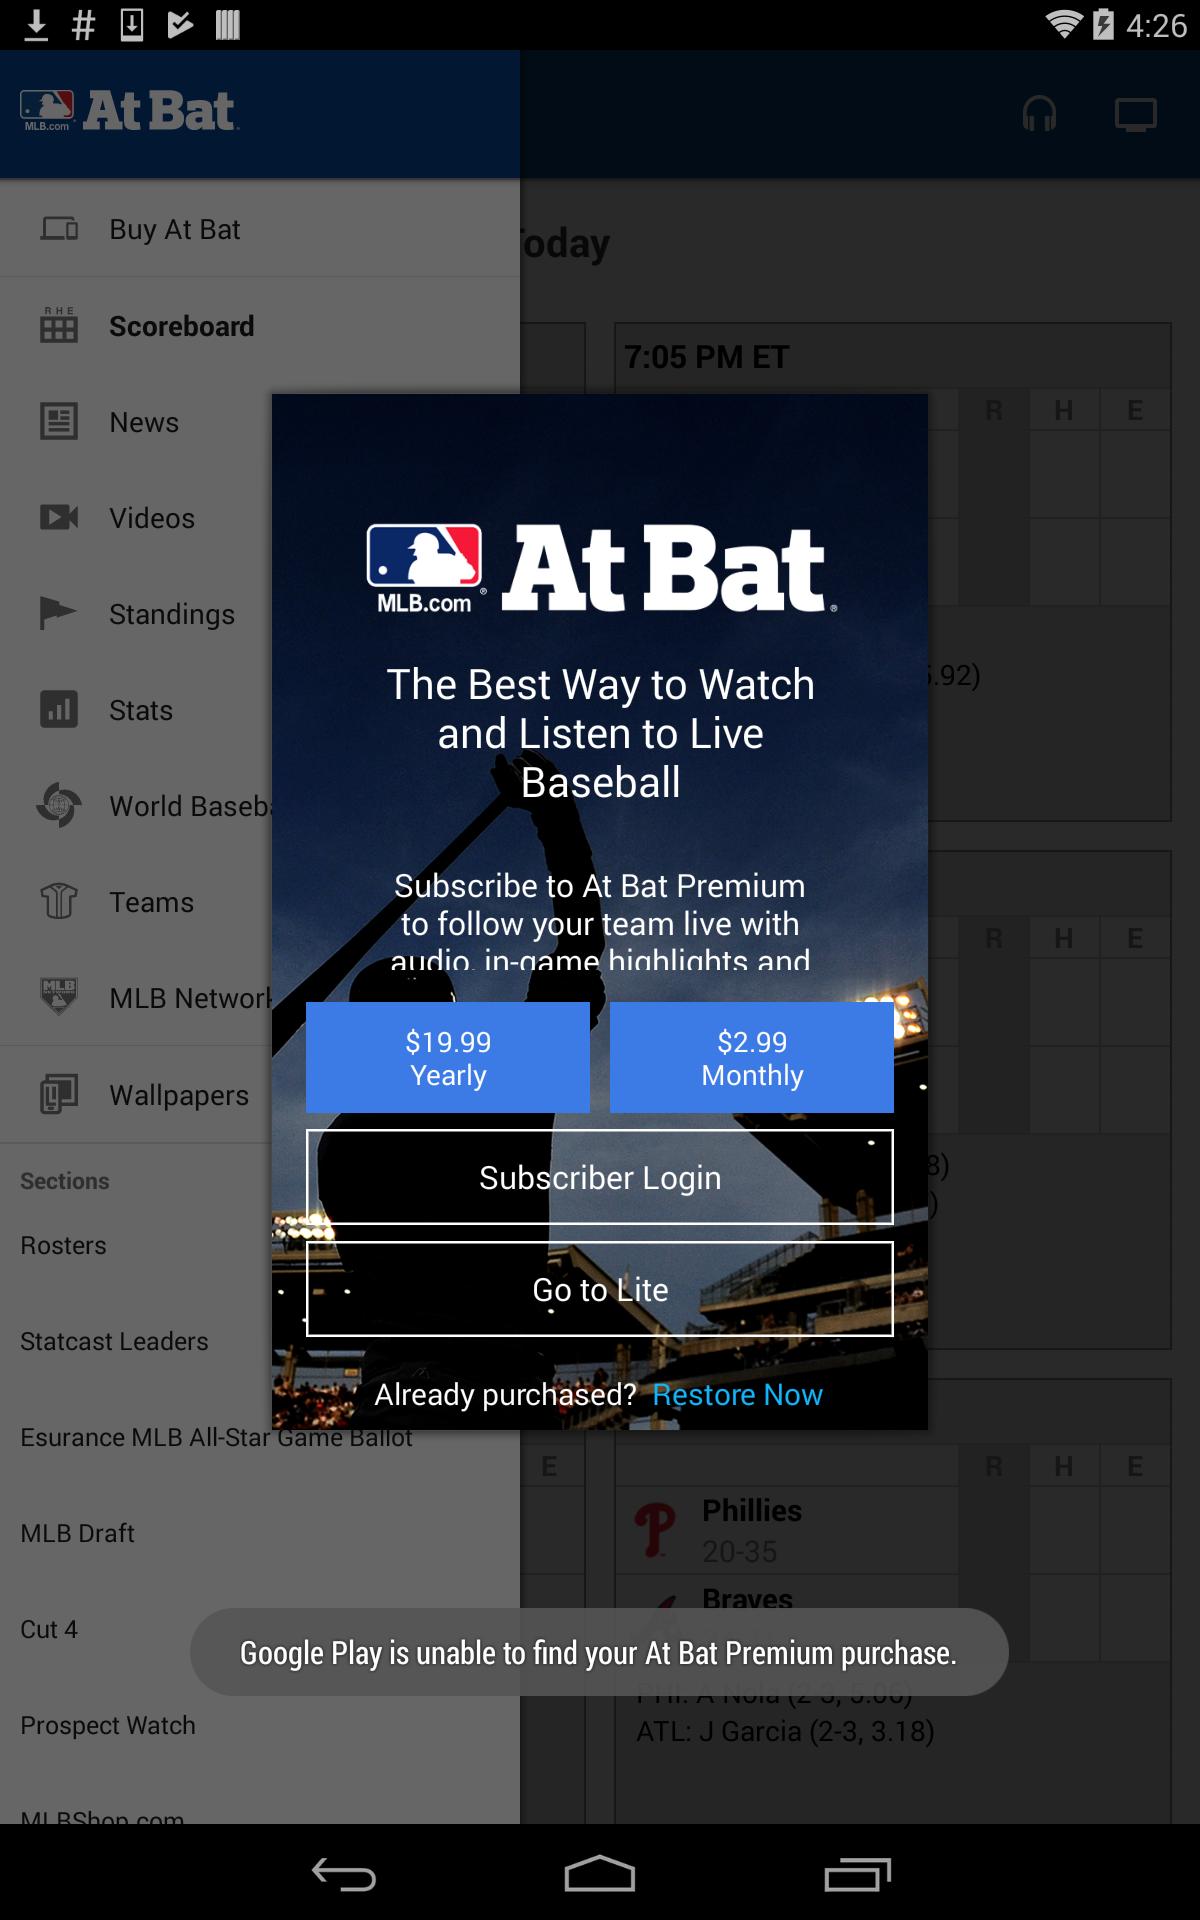 4:26
MLB.com At Bat
Buy At Bat
Today
Scoreboard
R H E
7:05 PM ET
R H E
News
Videos
Standings
Stats
World Baseba
Teams
MLB Network
Wallpapers
Sections
Rosters
Statcast Leaders
Esurance MLB All-Star Game Ballot
MLB Draft
Cut 4
Prospect Watch
MLBShop.com
MLB.com At Bat
The Best Way to Watch
and Listen to Live
Baseball
Subscribe to At Bat Premium
to follow your team live with
audio, in-game highlights and
$19.99
Yearly
$2.99
Monthly
Subscriber Login
Go to Lite
Already purchased? Restore Now
5.92)
R H E
8)
)
E
R H E
Phillies
20-35
Braves
Google Play is unable to find your At Bat Premium purchase.
PHI: A Nola (2-3, 5.06)
ATL: J Garcia (2-3, 3.18)